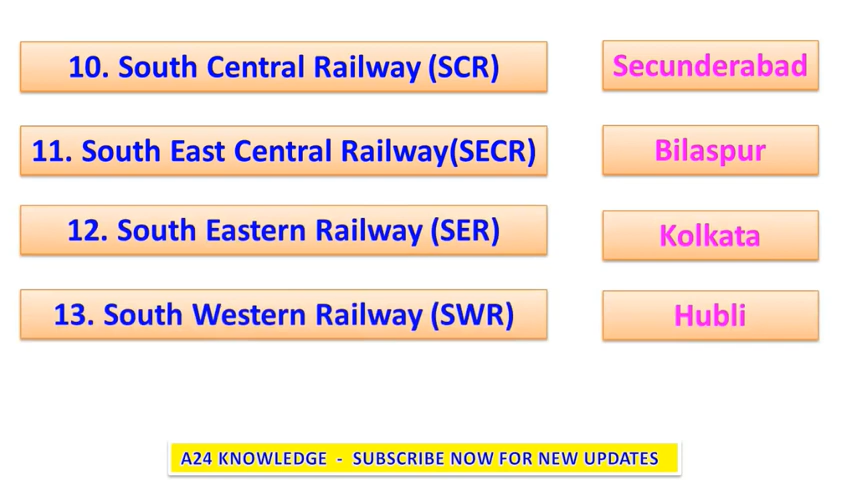 10. South Central Railway (SCR)
Secunderabad
11. South East Central Railway(SECR)
Bilaspur
12. South Eastern Railway (SER)
Kolkata
13. South Western Railway (SWR)
Hubli
A24 KNOWLEDGE - SUBSCRIBE NOW FOR NEW UPDATES